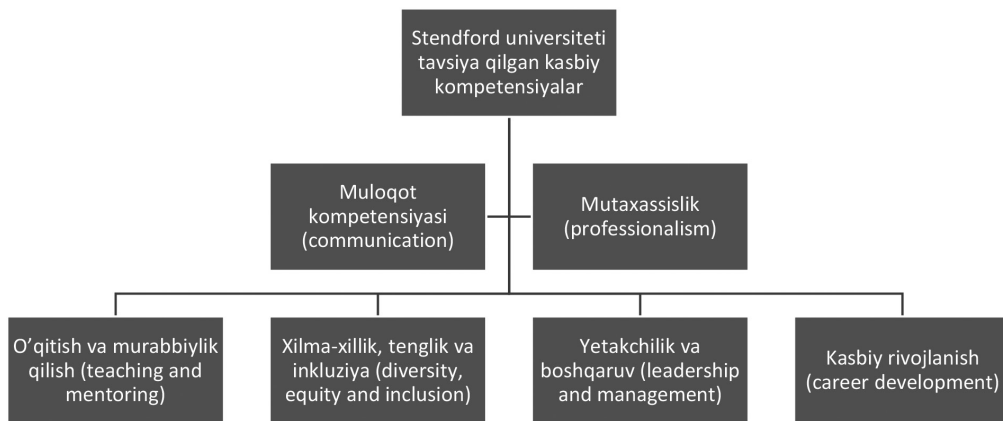 Stendford universiteti
tavsiya qilgan kasbiy
kompetensiyalar
Muloqot
kompetensiyasi
(communication)
Mutaxassislik
(professionalism)
O’qitish va murabbiylik
qilish (teaching and
mentoring)
Xilma-xillik, tenglik va
inkluziya (diversity,
equity and inclusion)
Yetakchilik va
boshqaruv (leadership
and management)
Kasbiy rivojlanish
(career development)